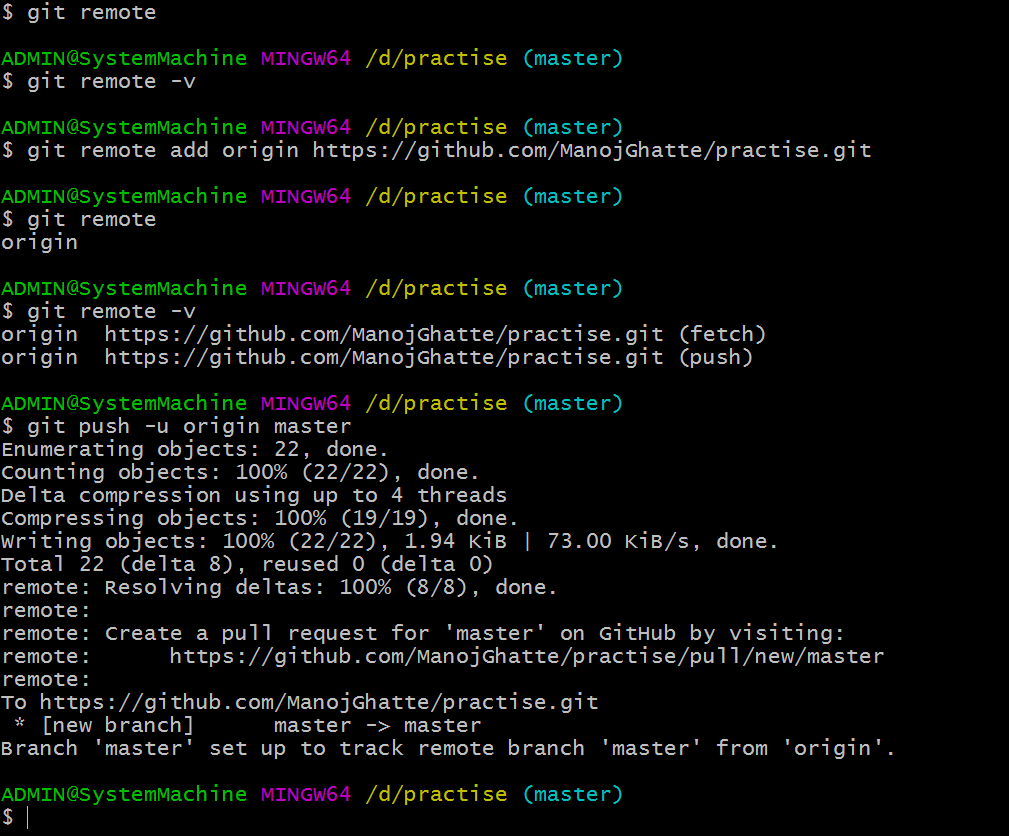 $ git remote
ADMIN@SystemMachine MINGW64 /d/practise (master)
$ git remote -v
ADMIN@SystemMachine MINGW64 /d/practise (master)
$ git remote add origin https://github.com/ManojGhatte/practise.git
ADMIN@SystemMachine MINGW64 /d/practise (master)
$ git remote
origin
ADMIN@SystemMachine MINGW64 /d/practise (master)
$ git remote -v
origin  https://github.com/ManojGhatte/practise.git (fetch)
origin  https://github.com/ManojGhatte/practise.git (push)
ADMIN@SystemMachine MINGW64 /d/practise (master)
$ git push -u origin master
Enumerating objects: 22, done.
Counting objects: 100% (22/22), done.
Delta compression using up to 4 threads
Compressing objects: 100% (19/19), done.
Writing objects: 100% (22/22), 1.94 KiB | 73.00 KiB/s, done.
Total 22 (delta 8), reused 0 (delta 0)
remote: Resolving deltas: 100% (8/8), done.
remote:
remote: Create a pull request for 'master' on GitHub by visiting:
remote:      https://github.com/ManojGhatte/practise/pull/new/master
remote:
To https://github.com/ManojGhatte/practise.git
 * [new branch]      master -> master
Branch 'master' set up to track remote branch 'master' from 'origin'.
ADMIN@SystemMachine MINGW64 /d/practise (master)
$